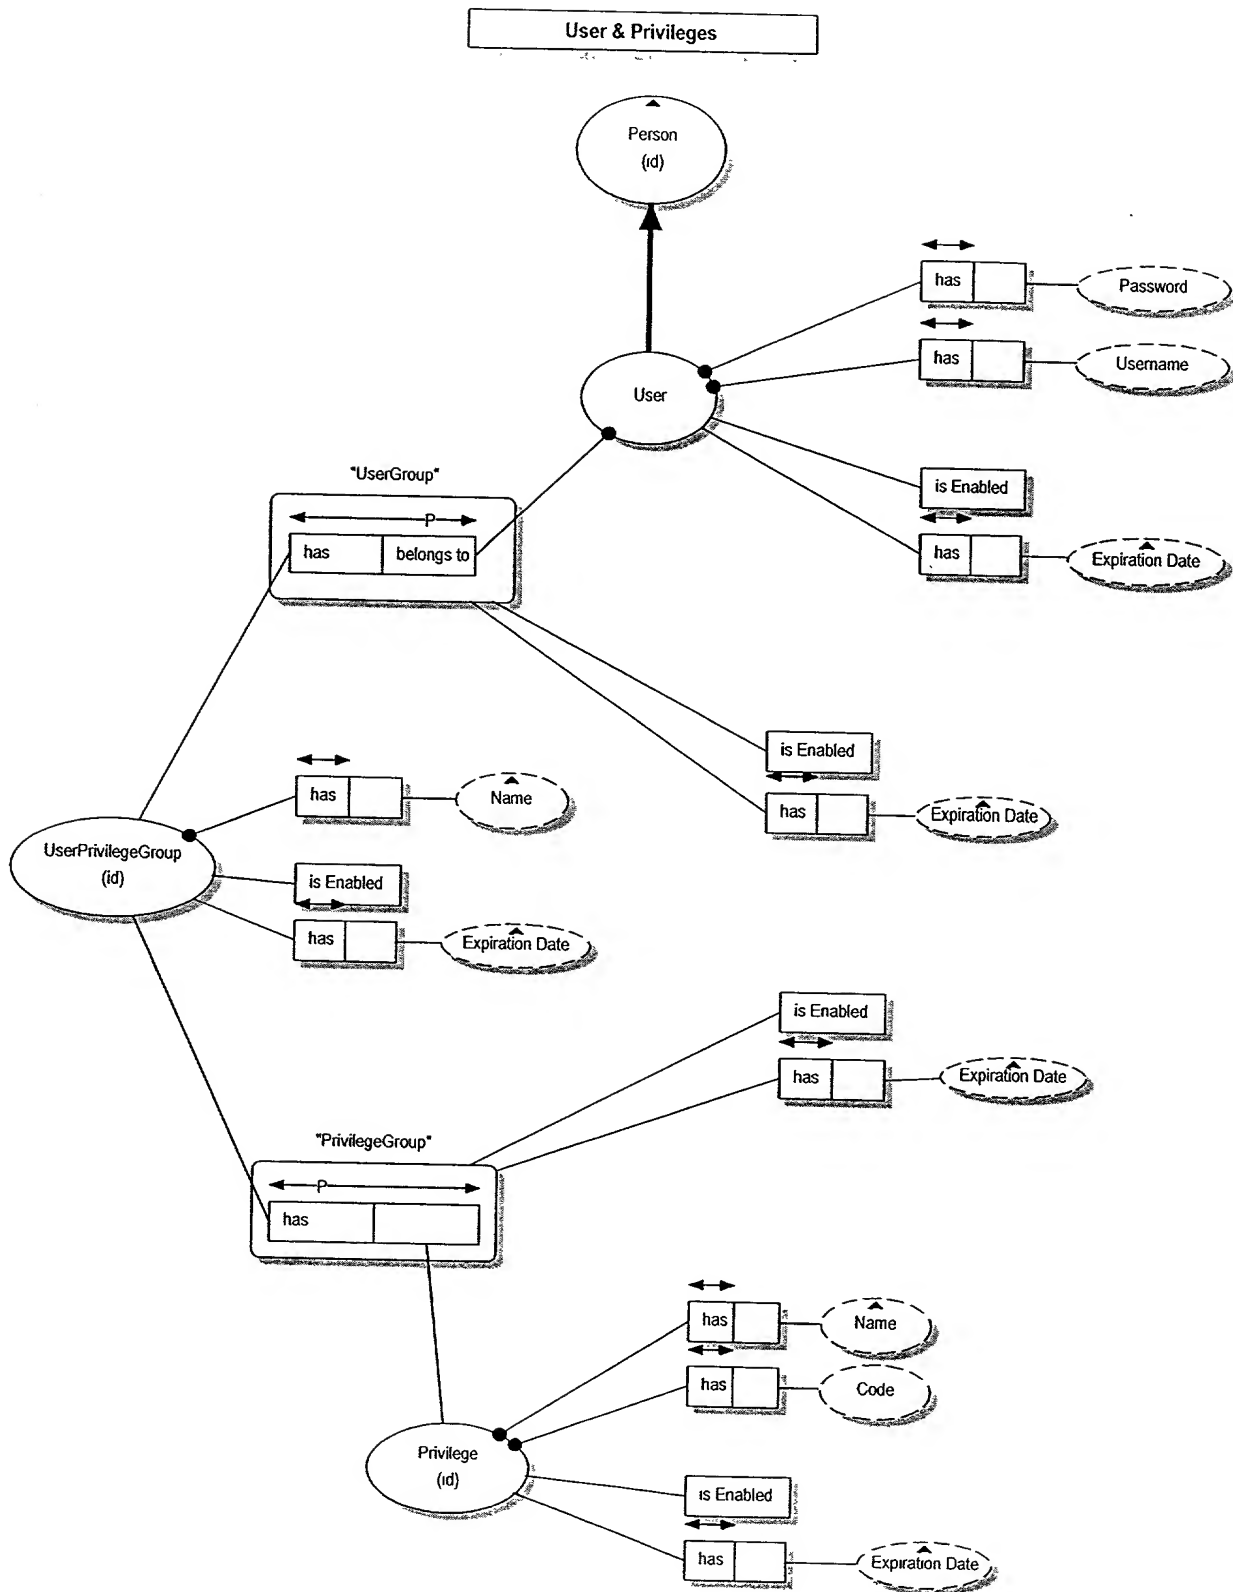 User & Privileges
Person
(id)
has
Password
has
Username
User
is Enabled
has
Expiration Date
"UserGroup"
P
has
belongs to
is Enabled
has
Expiration Date
has
Name
UserPrivilegeGroup
(id)
is Enabled
has
Expiration Date
is Enabled
has
Expiration Date
"PrivilegeGroup"
P
has
has
Name
has
Code
Privilege
(id)
is Enabled
has
Expiration Date